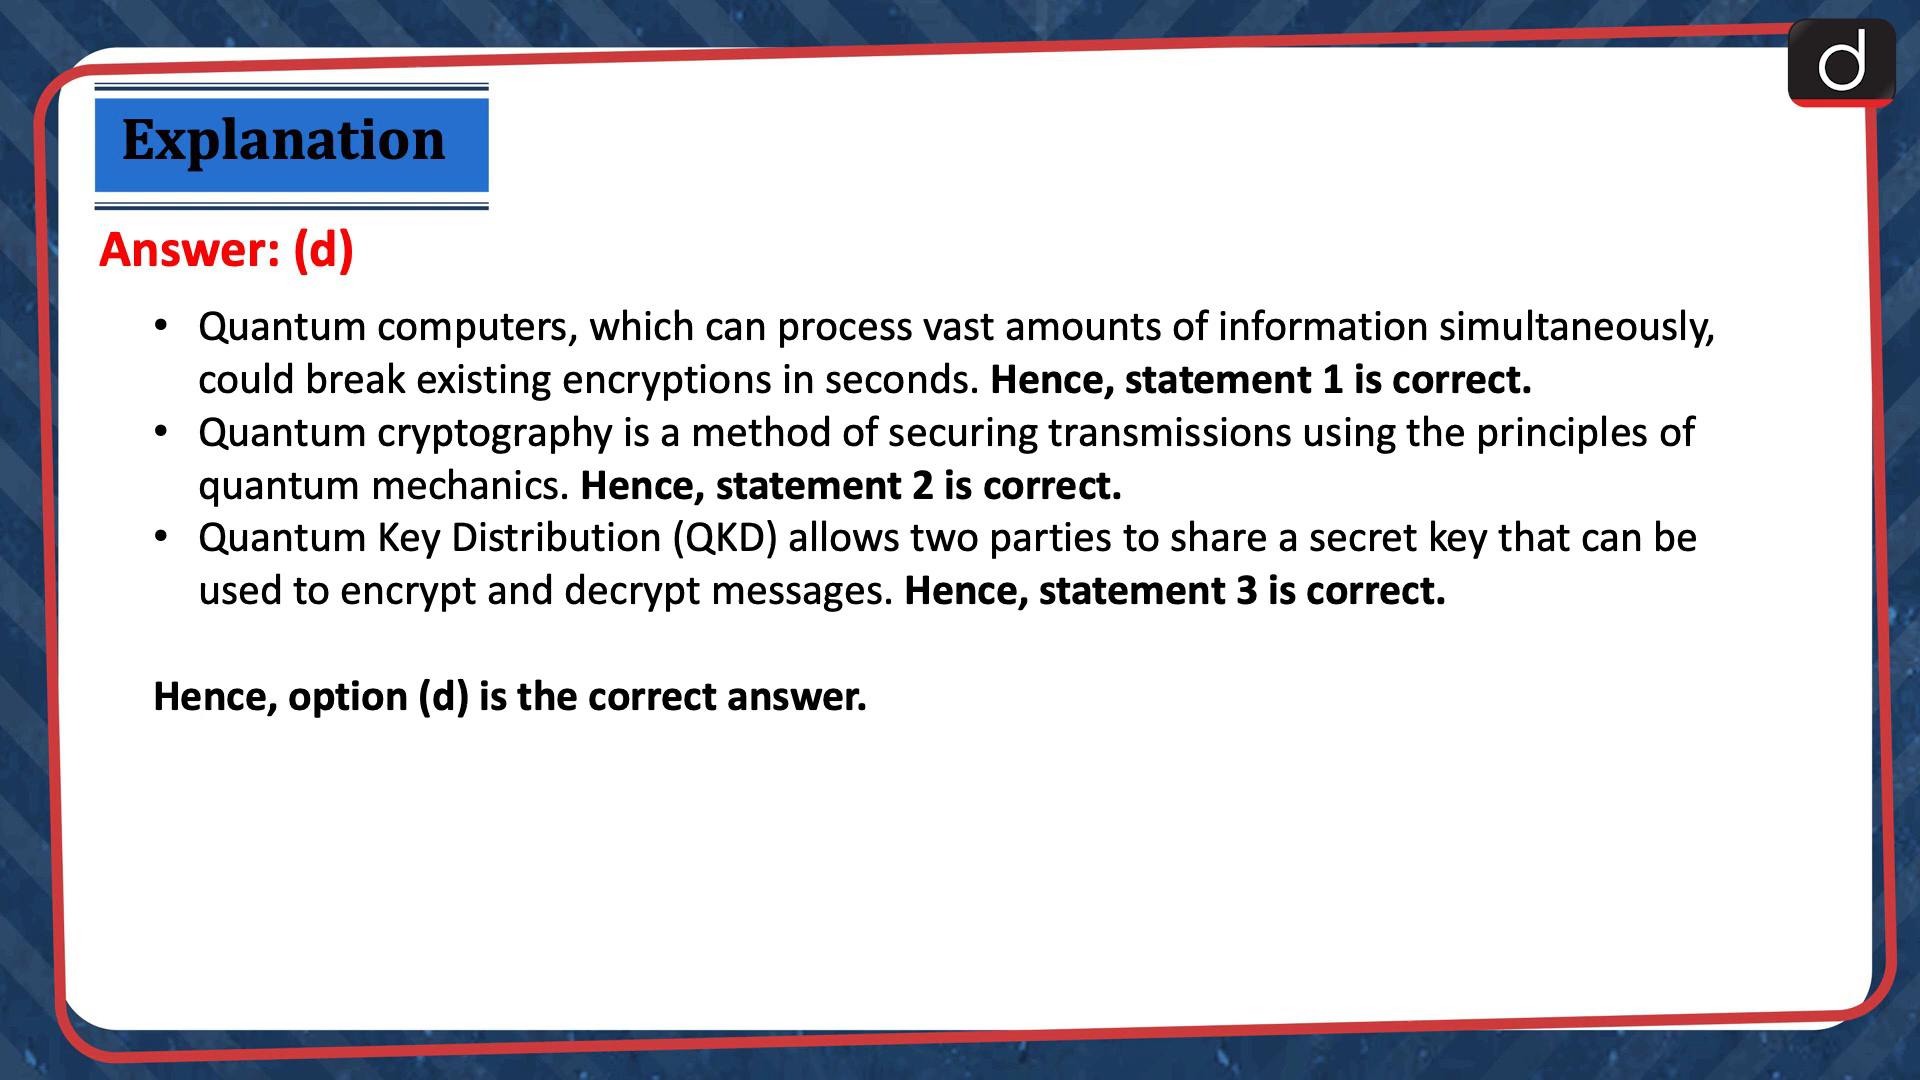 d
Explanation
Answer: (d)
• Quantum computers, which can process vast amounts of information simultaneously,
could break existing encryptions in seconds. Hence, statement 1 is correct.
• Quantum cryptography is a method of securing transmissions using the principles of
quantum mechanics. Hence, statement 2 is correct.
• Quantum Key Distribution (QKD) allows two parties to share a secret key that can be
used to encrypt and decrypt messages. Hence, statement 3 is correct.
Hence, option (d) is the correct answer.